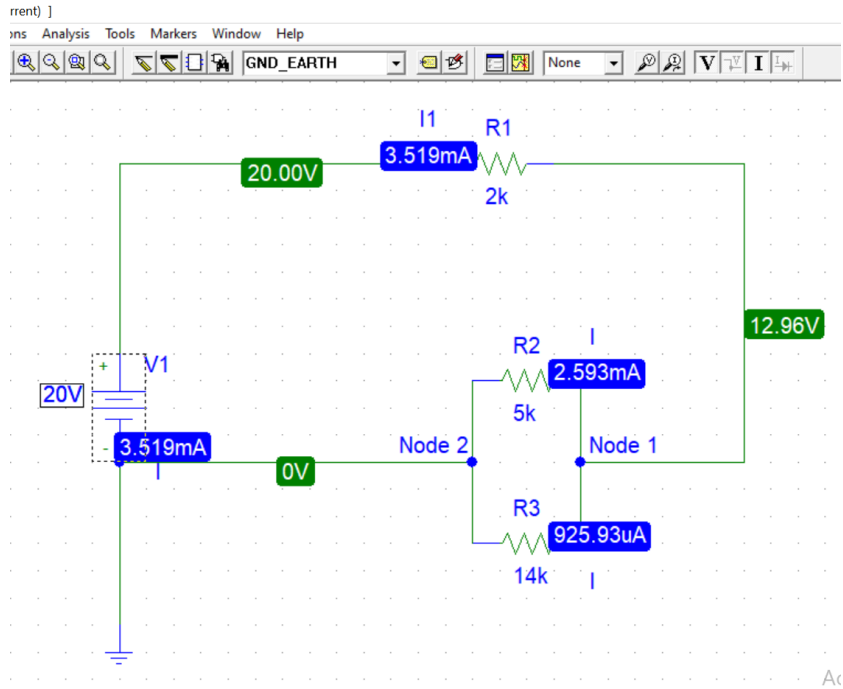 rrent) ]
ons Analysis Tools Markers Window Help
GND_EARTH None V I
I1
R1
3.519mA
20.00V
2k
12.96V
I
R2
+ V1
2.593mA
20V
5k
Node 2 Node 1
- 3.519mA
0V
I
R3
925.93uA
14k
I